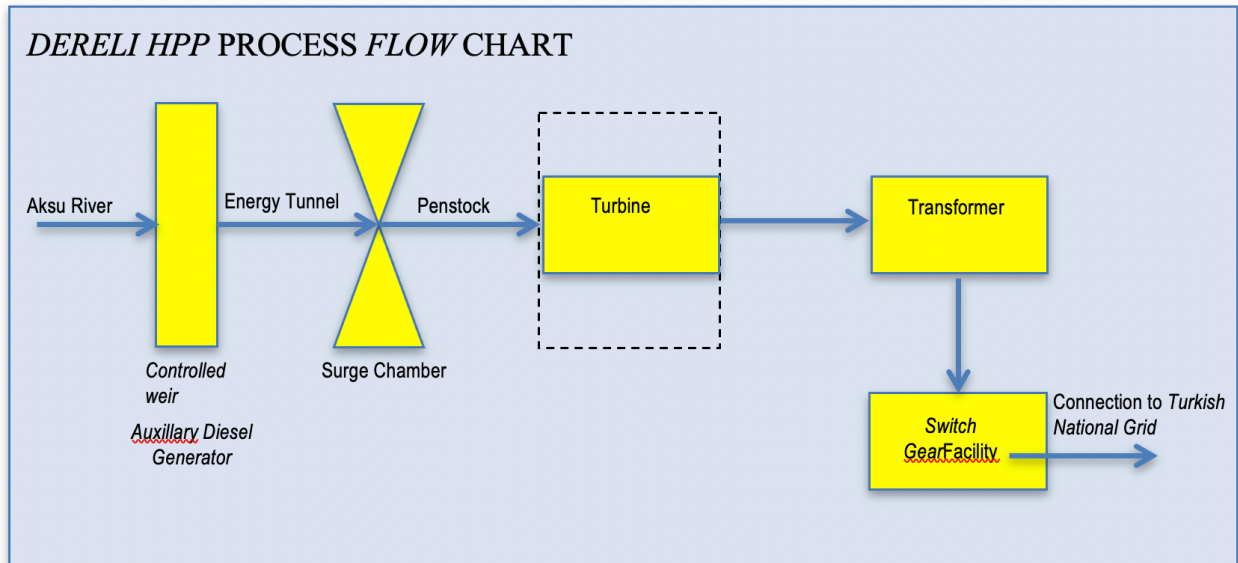 DERELI HPP PROCESS FLOW CHART
Aksu River
Energy Tunnel
Penstock
Turbine
Transformer
Controlled
weir
Surge Chamber
Auxillary Diesel
Generator
Switch
GearFacility
Connection to Turkish
National Grid